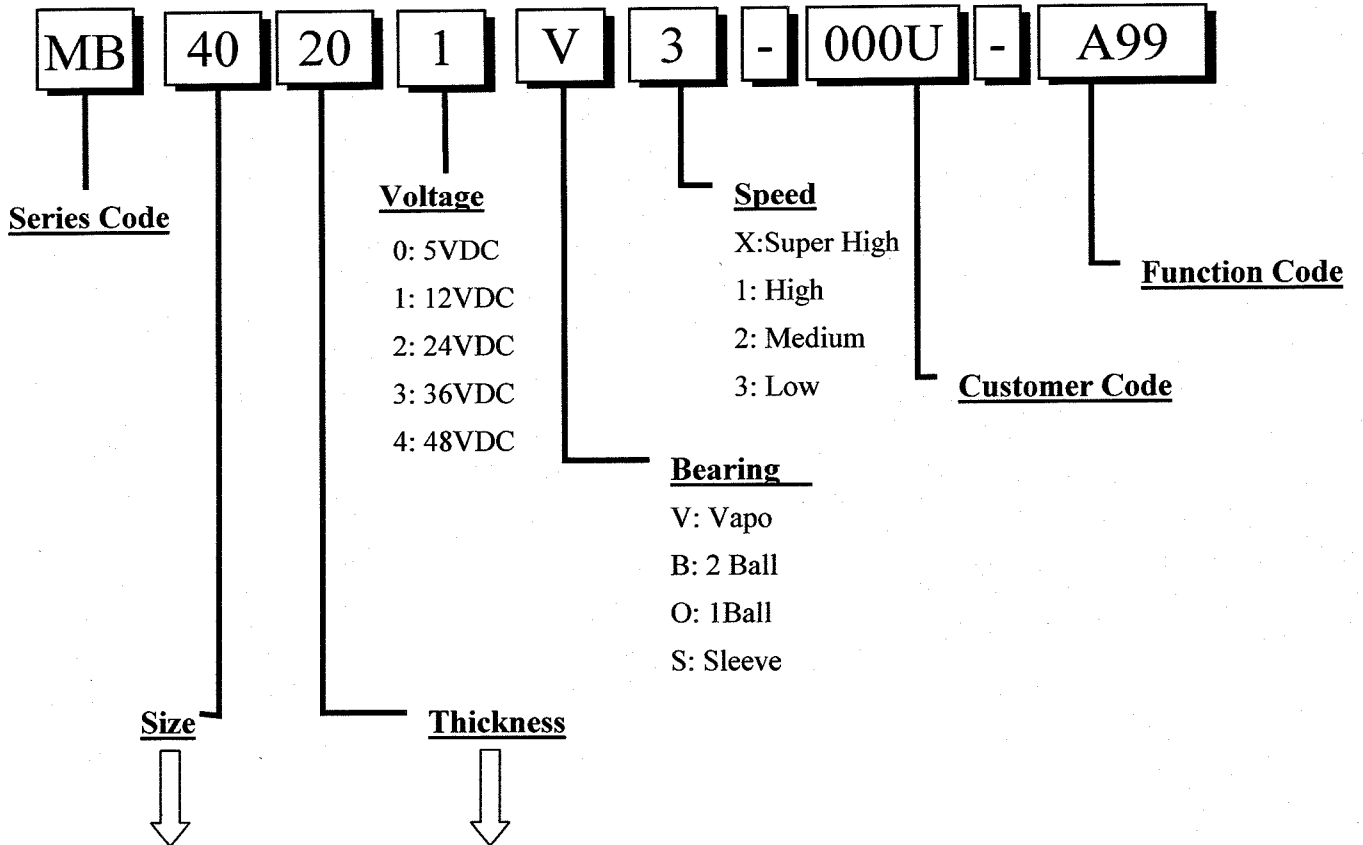 MB 40 20 1 V 3 - 000U - A99
Series Code
Voltage
0: 5VDC
1: 12VDC
2: 24VDC
3: 36VDC
4: 48VDC
Speed
X:Super High
1: High
2: Medium
3: Low
Function Code
Customer Code
Bearing
V: Vapo
B: 2 Ball
O: 1Ball
S: Sleeve
Size
Thickness